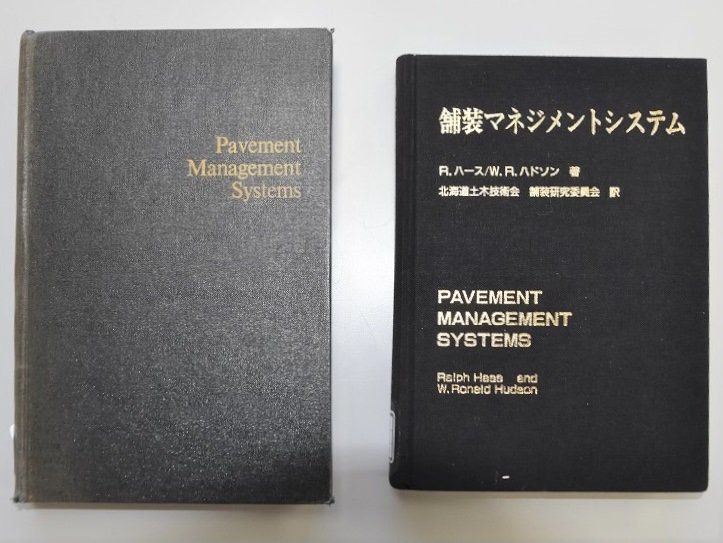 Pavement
Management
Systems
舗装マネジメントシステム
R.ハース/W.R.ハドソン 著
北海道土木技術会 舗装研究委員会 訳
PAVEMENT
MANAGEMENT
SYSTEMS
Ralph Haas and
W. Ronald Hudson